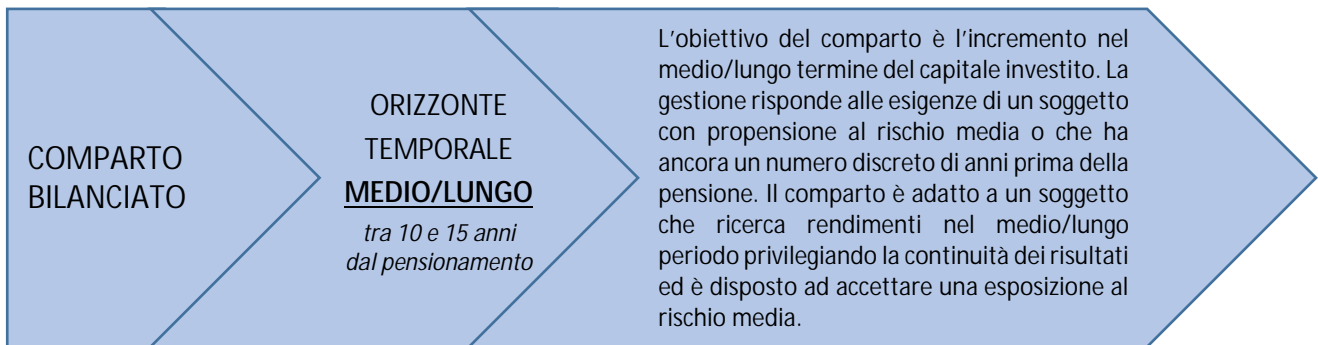 COMPARTO
BILANCIATO
ORIZZONTE
TEMPORALE
MEDIO/LUNGO
tra 10 e 15 anni
dal pensionamento
L'obiettivo del comparto è l'incremento nel
medio/lungo termine del capitale investito. La
gestione risponde alle esigenze di un soggetto
con propensione al rischio media o che ha
ancora un numero discreto di anni prima della
pensione. Il comparto è adatto a un soggetto
che ricerca rendimenti nel medio/lungo
periodo privilegiando la continuità dei risultati
ed è disposto ad accettare una esposizione al
rischio media.